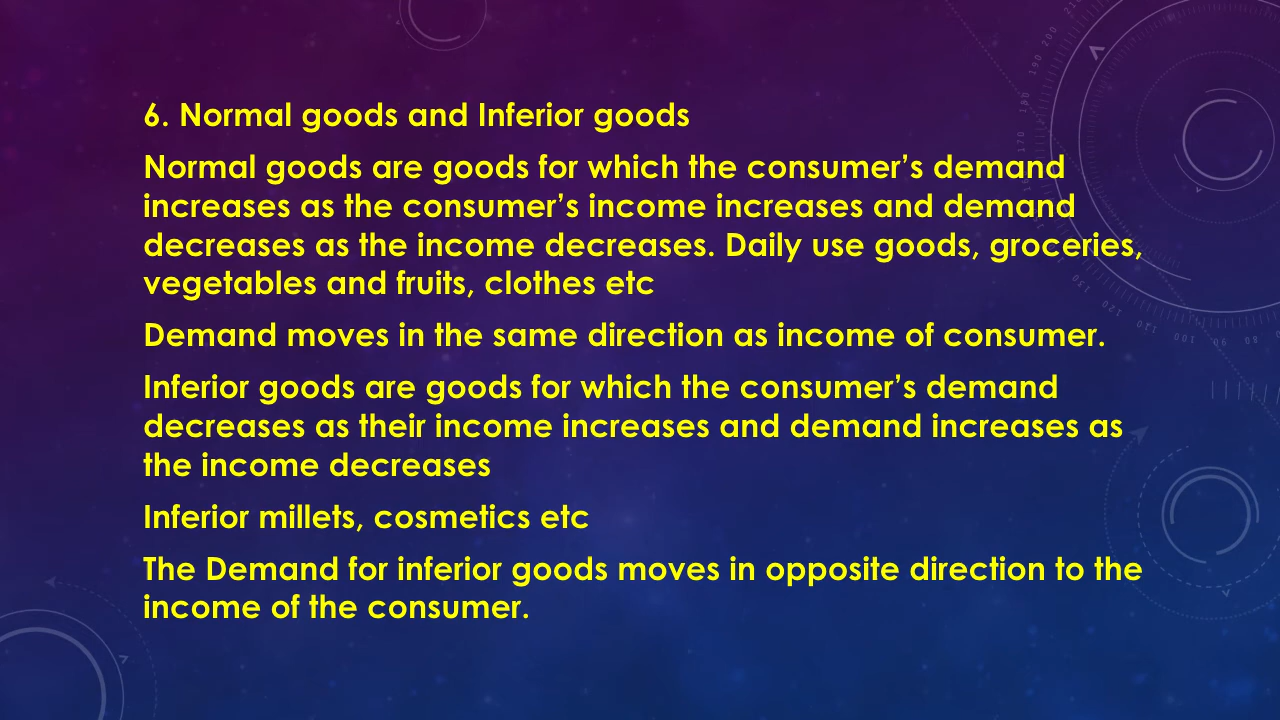 6. Normal goods and Inferior goods
Normal goods are goods for which the consumer’s demand
increases as the consumer’s income increases and demand
decreases as the income decreases. Daily use goods, groceries,
vegetables and fruits, clothes etc
Demand moves in the same direction as income of consumer.
Inferior goods are goods for which the consumer’s demand
decreases as their income increases and demand increases as
the income decreases
Inferior millets, cosmetics etc
The Demand for inferior goods moves in opposite direction to the
income of the consumer.